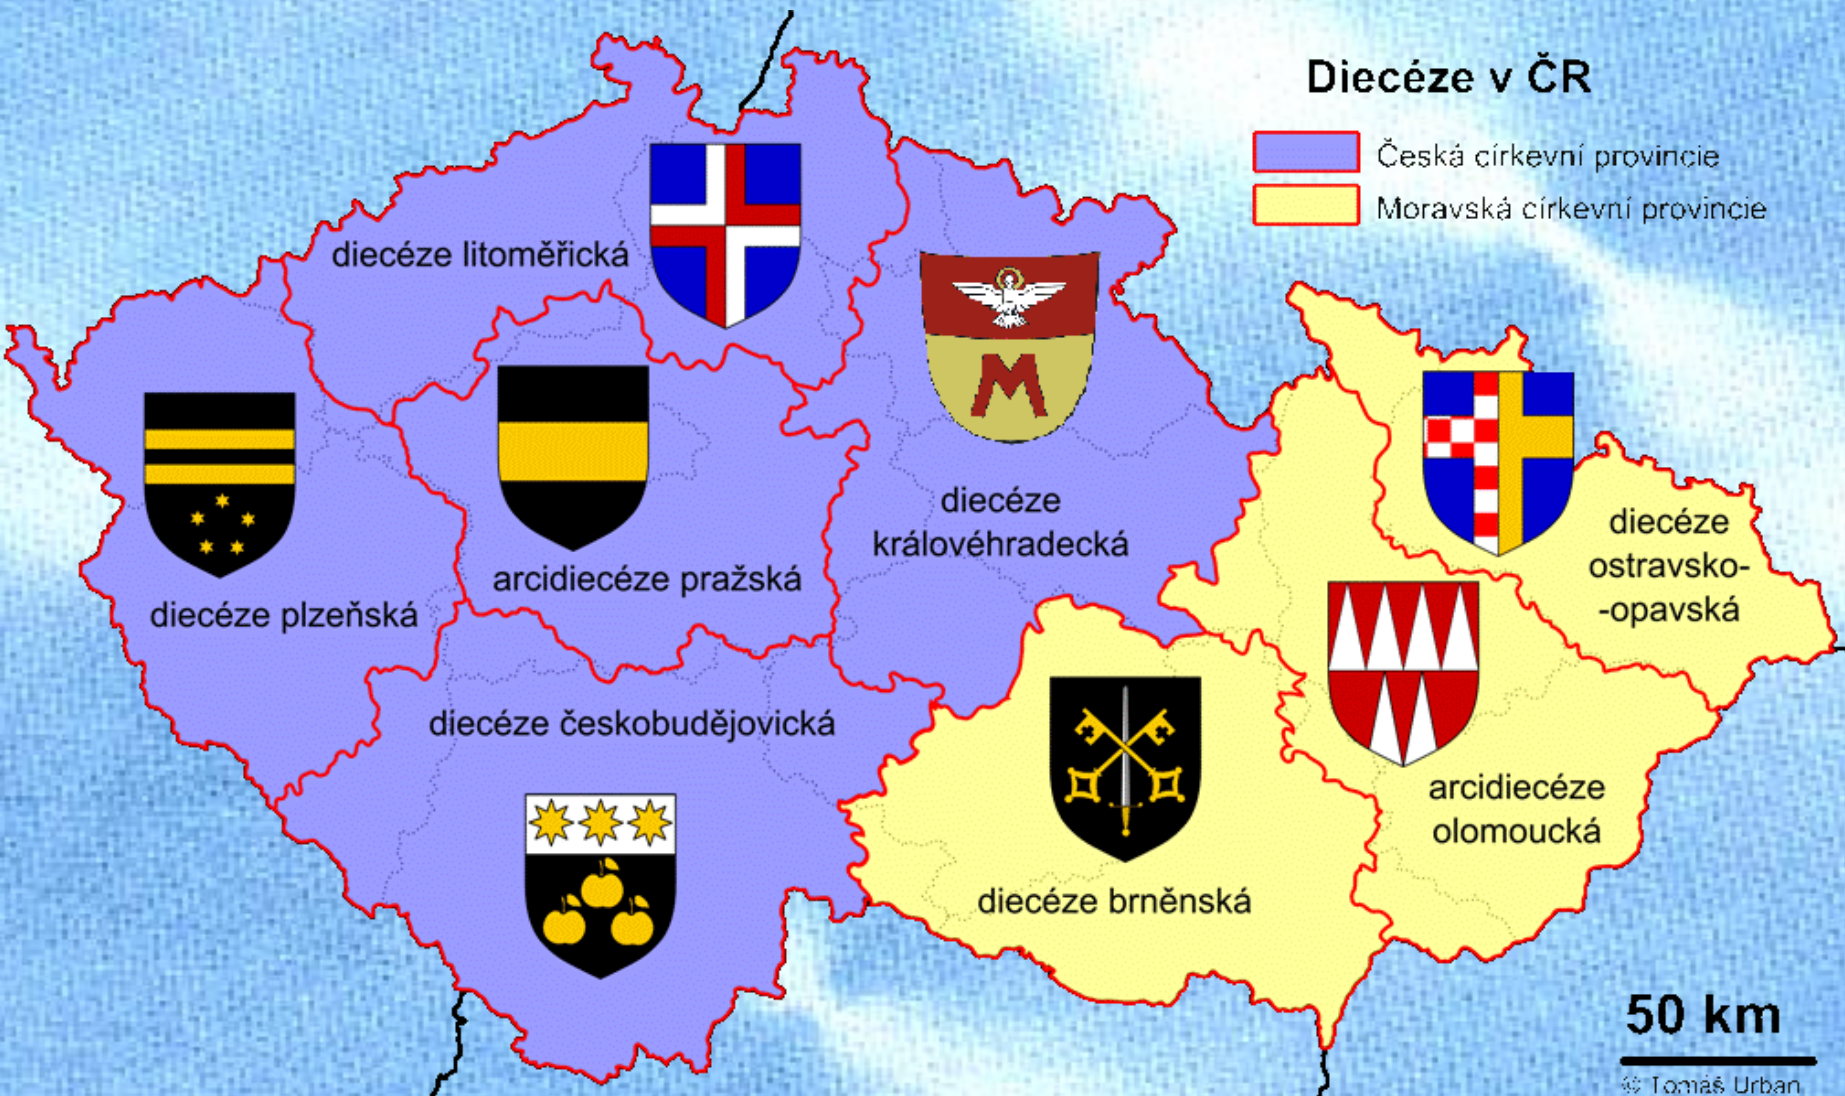 Diecéze v ČR
Česká církevní provincie
Moravská církevní provincie
diecéze litoměřická
M
diecéze
královéhradecká
diecéze
ostravsko-
-opavská
arcidiecéze pražská
diecéze plzeňská
diecéze českobudějovická
arcidiecéze
olomoucká
diecéze brněnská
50 km
© Tomáš Urban